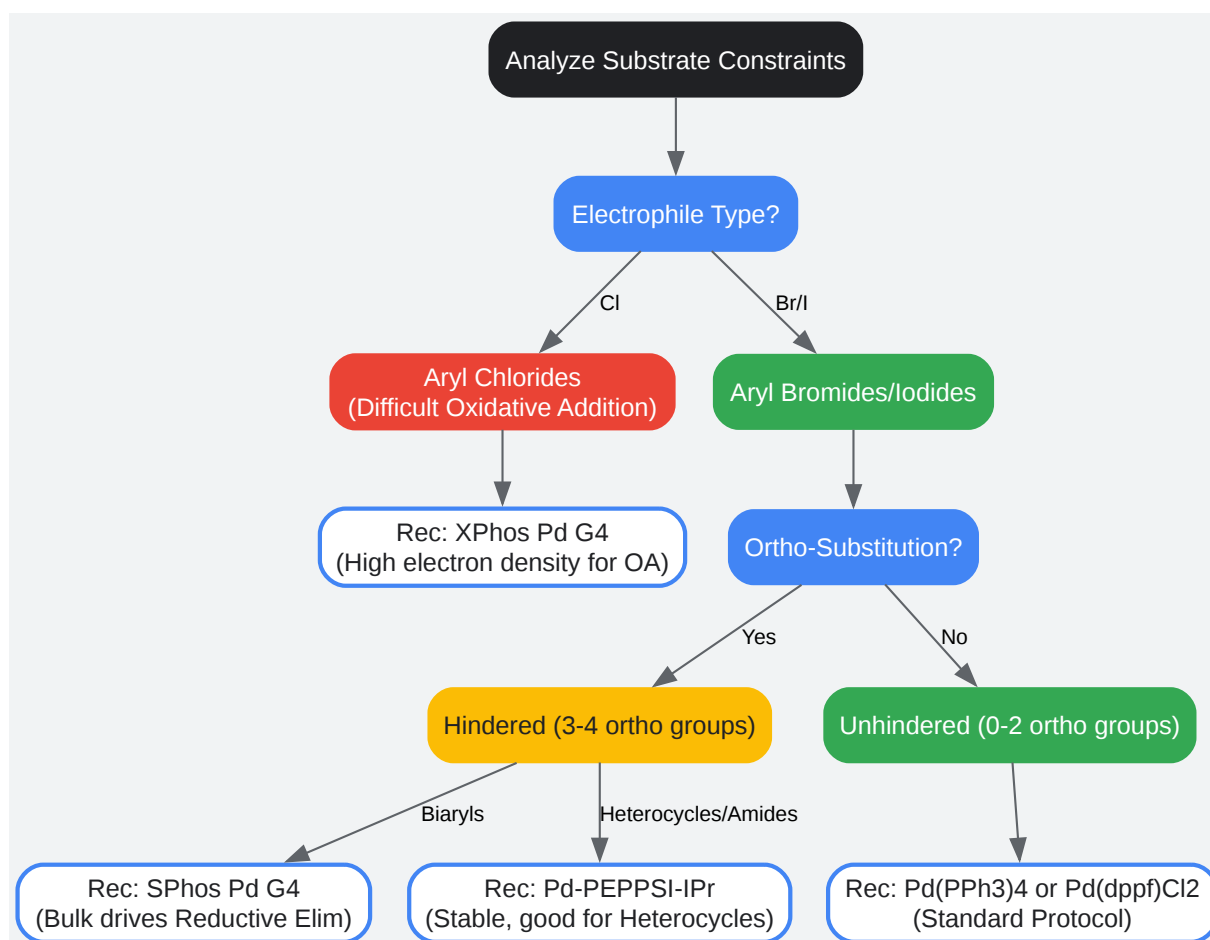 Analyze Substrate Constraints
Electrophile Type?
Cl
Br/I
Aryl Chlorides
(Difficult Oxidative Addition)
Aryl Bromides/Iodides
Rec: XPhos Pd G4
(High electron density for OA)
Ortho-Substitution?
Yes
No
Hindered (3-4 ortho groups)
Unhindered (0-2 ortho groups)
Biaryls
Heterocycles/Amides
Rec: SPhos Pd G4
(Bulk drives Reductive Elim)
Rec: Pd-PEPPSI-IPr
(Stable, good for Heterocycles)
Rec: Pd(PPh3)4 or Pd(dppf)Cl2
(Standard Protocol)